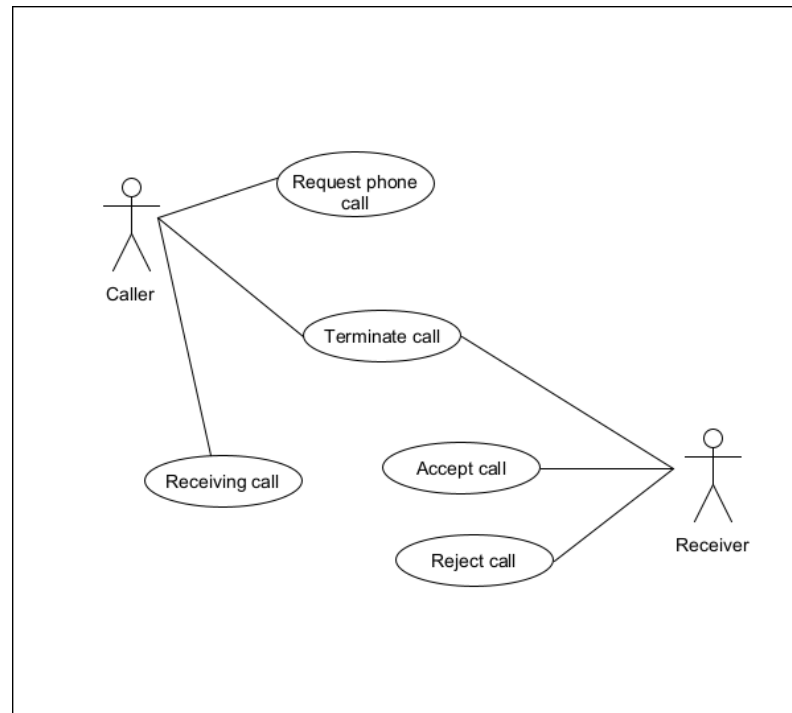 Request phone
call
Caller
Terminate call
Accept call
Receiving call
Receiver
Reject call